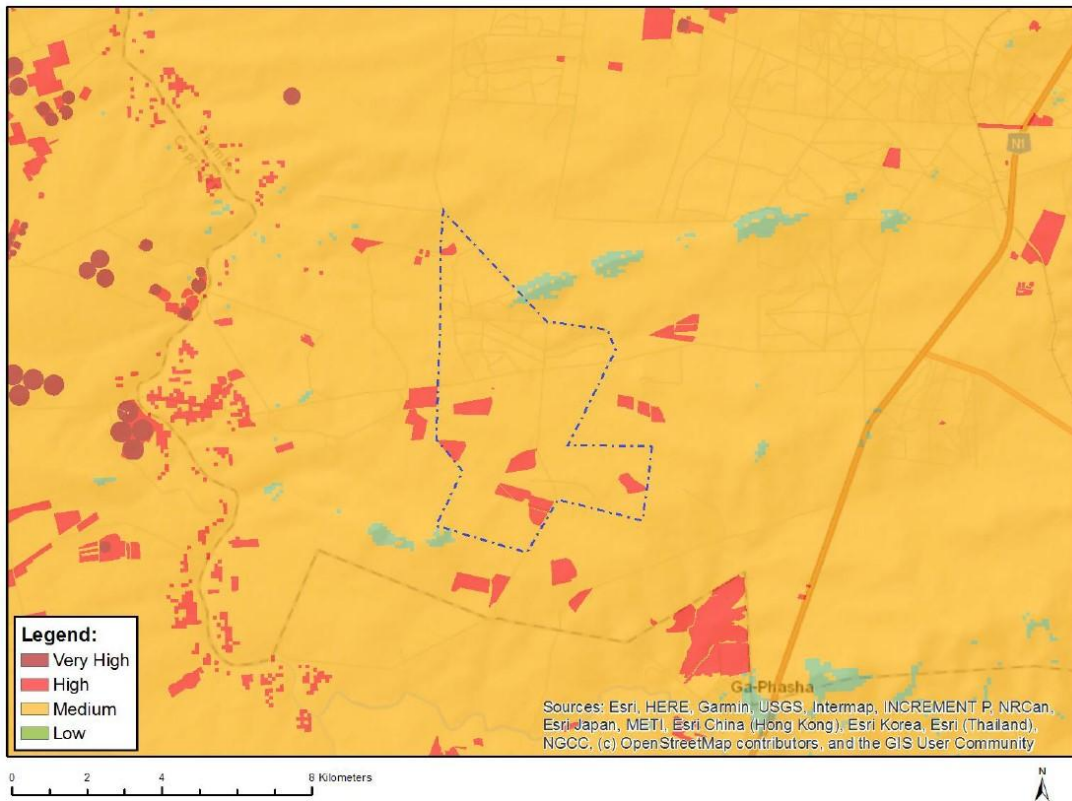 N1
Legend:
Very High
High
Medium
Low
Ga-Phasha
Sources: Esri, HERE, Garmin, USGS, Intermap, INCREMENT P, NRCan,
Esri Japan, METI, Esri China (Hong Kong), Esri Korea, Esri (Thailand),
NGCC, (c) OpenStreetMap contributors, and the GIS User Community
0 2 4 8 Kilometers
N